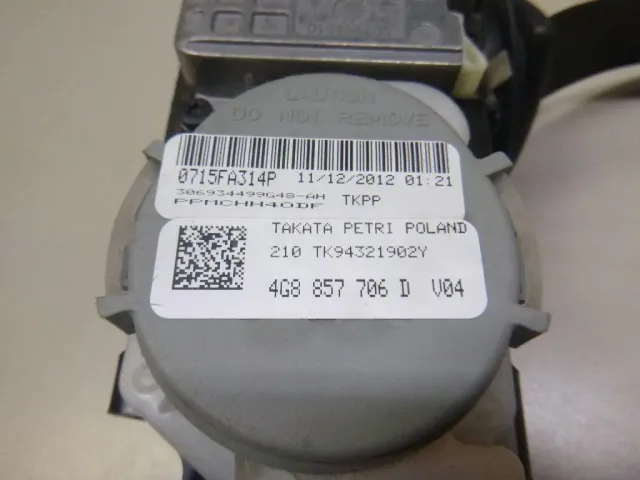 CAUTION
DO NOT REMOVE
0715FA314P 11/12/2012 01:21
306934499G48-AH TKPP
PPMCHH40DF
TAKATA PETRI POLAND
210 TK94321902Y
4G8 857 706 D V04